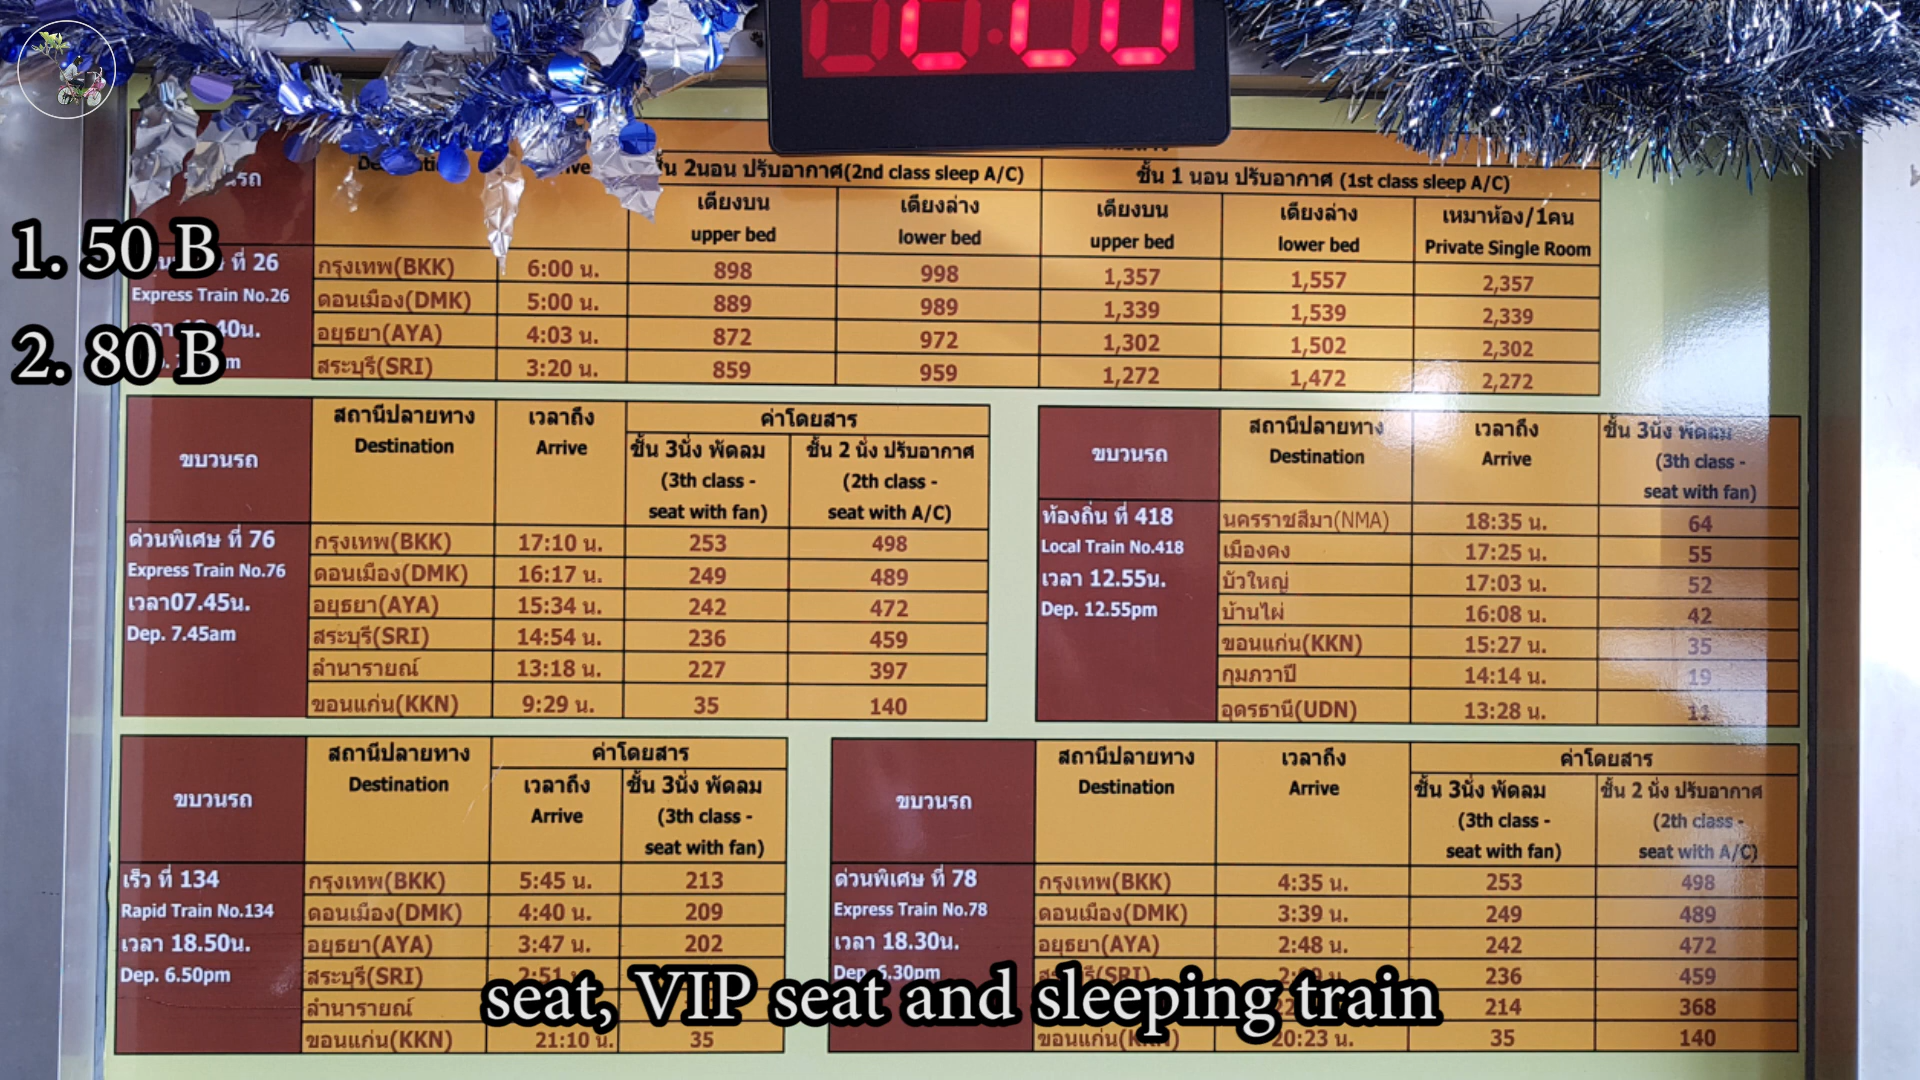 ชั้น 2นอน ปรับอากาศ(2nd class sleep A/C) ชั้น 1 นอน ปรับอากาศ (1st class sleep A/C)
เตียงบน เตียงล่าง เตียงบน เตียงล่าง เหมาห้อง/1คน
upper bed lower bed upper bed lower bed Private Single Room
1. 50 B
2. 80 B
ที่ 26
Express Train No.26
กรุงเทพ(BKK) 6:00 น. 898 998 1,357 1,557 2,357
ดอนเมือง(DMK) 5:00 น. 889 989 1,339 1,539 2,339
อยุธยา(AYA) 4:03 น. 872 972 1,302 1,502 2,302
สระบุรี(SRI) 3:20 น. 859 959 1,272 1,472 2,272
ขบวนรถ
สถานีปลายทาง เวลาถึง ค่าโดยสาร
Destination Arrive
ชั้น 3นั่ง พัดลม ชั้น 2 นั่ง ปรับอากาศ
(3th class - (2th class -
seat with fan) seat with A/C)
ด่วนพิเศษ ที่ 76
Express Train No.76
เวลา07.45น.
Dep. 7.45am
กรุงเทพ(BKK) 17:10 น. 253 498
ดอนเมือง(DMK) 16:17 น. 249 489
อยุธยา(AYA) 15:34 น. 242 472
สระบุรี(SRI) 14:54 น. 236 459
ลำนารายณ์ 13:18 น. 227 397
ขอนแก่น(KKN) 9:29 น. 35 140
ขบวนรถ
สถานีปลายทาง เวลาถึง ชั้น 3นั่ง พัดลม
Destination Arrive (3th class -
seat with fan)
ท้องถิ่น ที่ 418
Local Train No.418
เวลา 12.55น.
Dep. 12.55pm
นครราชสีมา(NMA) 18:35 น. 64
เมืองคง 17:25 น. 55
บัวใหญ่ 17:03 น. 52
บ้านไผ่ 16:08 น. 42
ขอนแก่น(KKN) 15:27 น. 35
กุมภวาปี 14:14 น. 19
อุดรธานี(UDN) 13:28 น. 11
ขบวนรถ
สถานีปลายทาง ค่าโดยสาร
Destination เวลาถึง ชั้น 3นั่ง พัดลม
Arrive (3th class -
seat with fan)
เร็ว ที่ 134
Rapid Train No.134
เวลา 18.50น.
Dep. 6.50pm
กรุงเทพ(BKK) 5:45 น. 213
ดอนเมือง(DMK) 4:40 น. 209
อยุธยา(AYA) 3:47 น. 202
สระบุรี(SRI)
ลำนารายณ์
ขอนแก่น(KKN) 21:10 น. 35
ขบวนรถ
สถานีปลายทาง เวลาถึง ค่าโดยสาร
Destination Arrive ชั้น 3นั่ง พัดลม ชั้น 2 นั่ง ปรับอากาศ
(3th class - (2th class -
seat with fan) seat with A/C)
ด่วนพิเศษ ที่ 78
Express Train No.78
เวลา 18.30น.
Dep. 6.30pm
กรุงเทพ(BKK) 4:35 น. 253 498
ดอนเมือง(DMK) 3:39 น. 249 489
อยุธยา(AYA) 2:48 น. 242 472
236 459
214 368
ขอนแก่น(KKN) 20:23 น. 35 140
seat, VIP seat and sleeping train